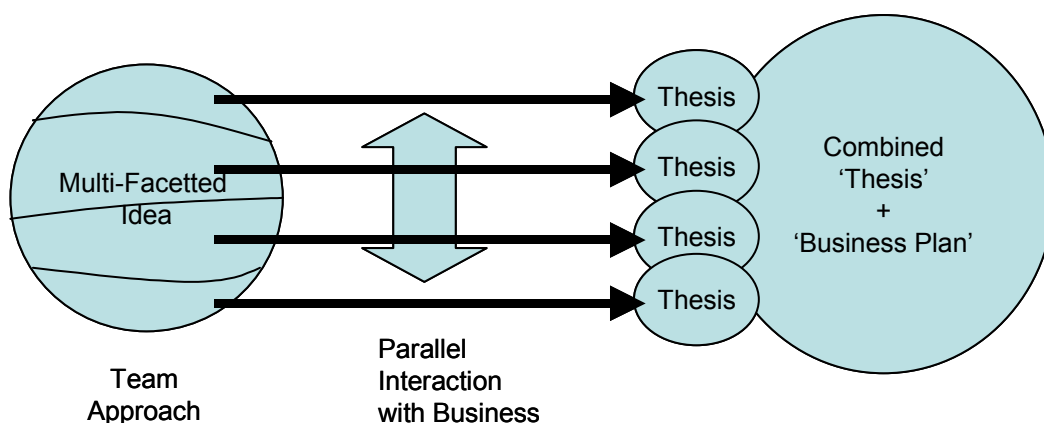 Multi-Facetted
Idea
Team
Approach
Parallel
Interaction
with Business
Thesis
Thesis
Thesis
Thesis
Combined
‘Thesis’
+
‘Business Plan’